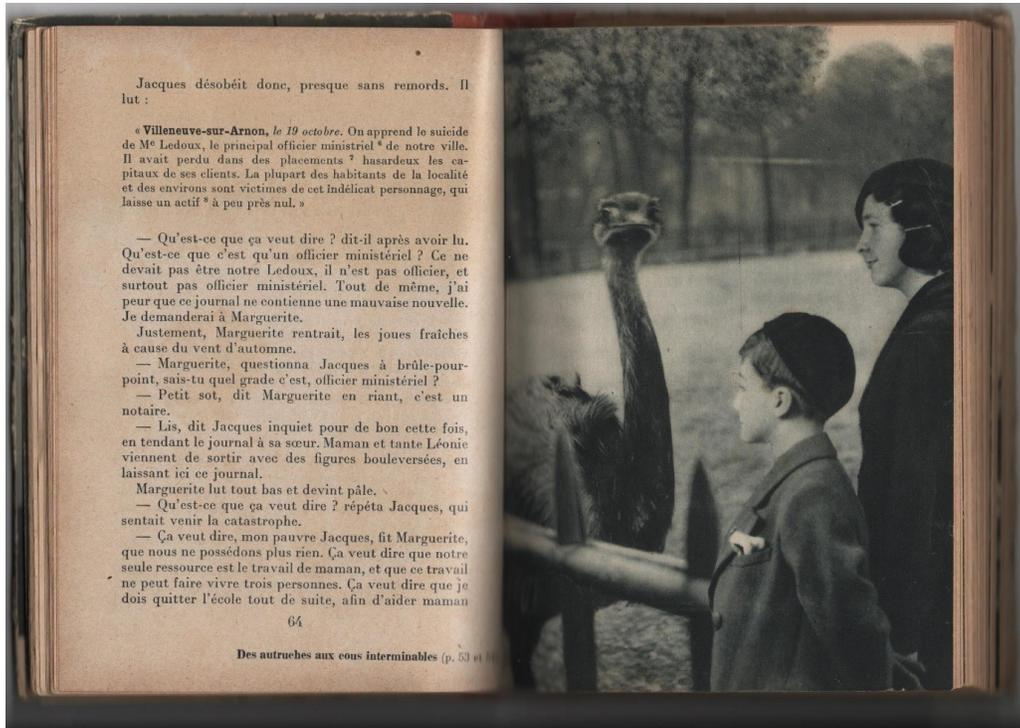 Jacques désobéit donc, presque sans remords. Il
lut :
« Villeneuve-sur-Arnon, le 19 octobre. On apprend le suicide
de Me Ledoux, le principal officier ministriel 6 de notre ville.
Il avait perdu dans des placements 7 hasardeux les ca-
pitaux de ses clients. La plupart des habitants de la localité
et des environs sont victimes de cet indélicat personnage, qui
laisse un actif 8 à peu près nul. »
— Qu'est-ce que ça veut dire ? dit-il après avoir lu.
Qu'est-ce que c'est qu'un officier ministériel ? Ce ne
devait pas être notre Ledoux, il n'est pas officier, et
surtout pas officier ministériel. Tout de même, j'ai
peur que ce journal ne contienne une mauvaise nouvelle.
Je demanderai à Marguerite.
Justement, Marguerite rentrait, les joues fraîches
à cause du vent d'automne.
— Marguerite, questionna Jacques à brûle-pour-
point, sais-tu quel grade c'est, officier ministériel ?
— Petit sot, dit Marguerite en riant, c'est un
notaire.
— Lis, dit Jacques inquiet pour de bon cette fois,
en tendant le journal à sa sœur. Maman et tante Léonie
viennent de sortir avec des figures bouleversées, en
laissant ici ce journal.
Marguerite lut tout bas et devint pâle.
— Qu'est-ce que ça veut dire ? répéta Jacques, qui
sentait venir la catastrophe.
— Ça veut dire, mon pauvre Jacques, fit Marguerite,
que nous ne possédons plus rien. Ça veut dire que notre
seule ressource est le travail de maman, et que ce travail
ne peut faire vivre trois personnes. Ça veut dire que je
dois quitter l'école tout de suite, afin d'aider maman
64
Des autruches aux cous interminables (p. 53 et